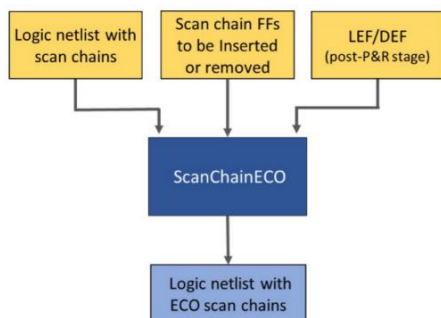 Logic netlist with
scan chains
Scan chain FFs
to be Inserted
or removed
LEF/DEF
(post-P&R stage)
ScanChainECO
Logic netlist with
ECO scan chains